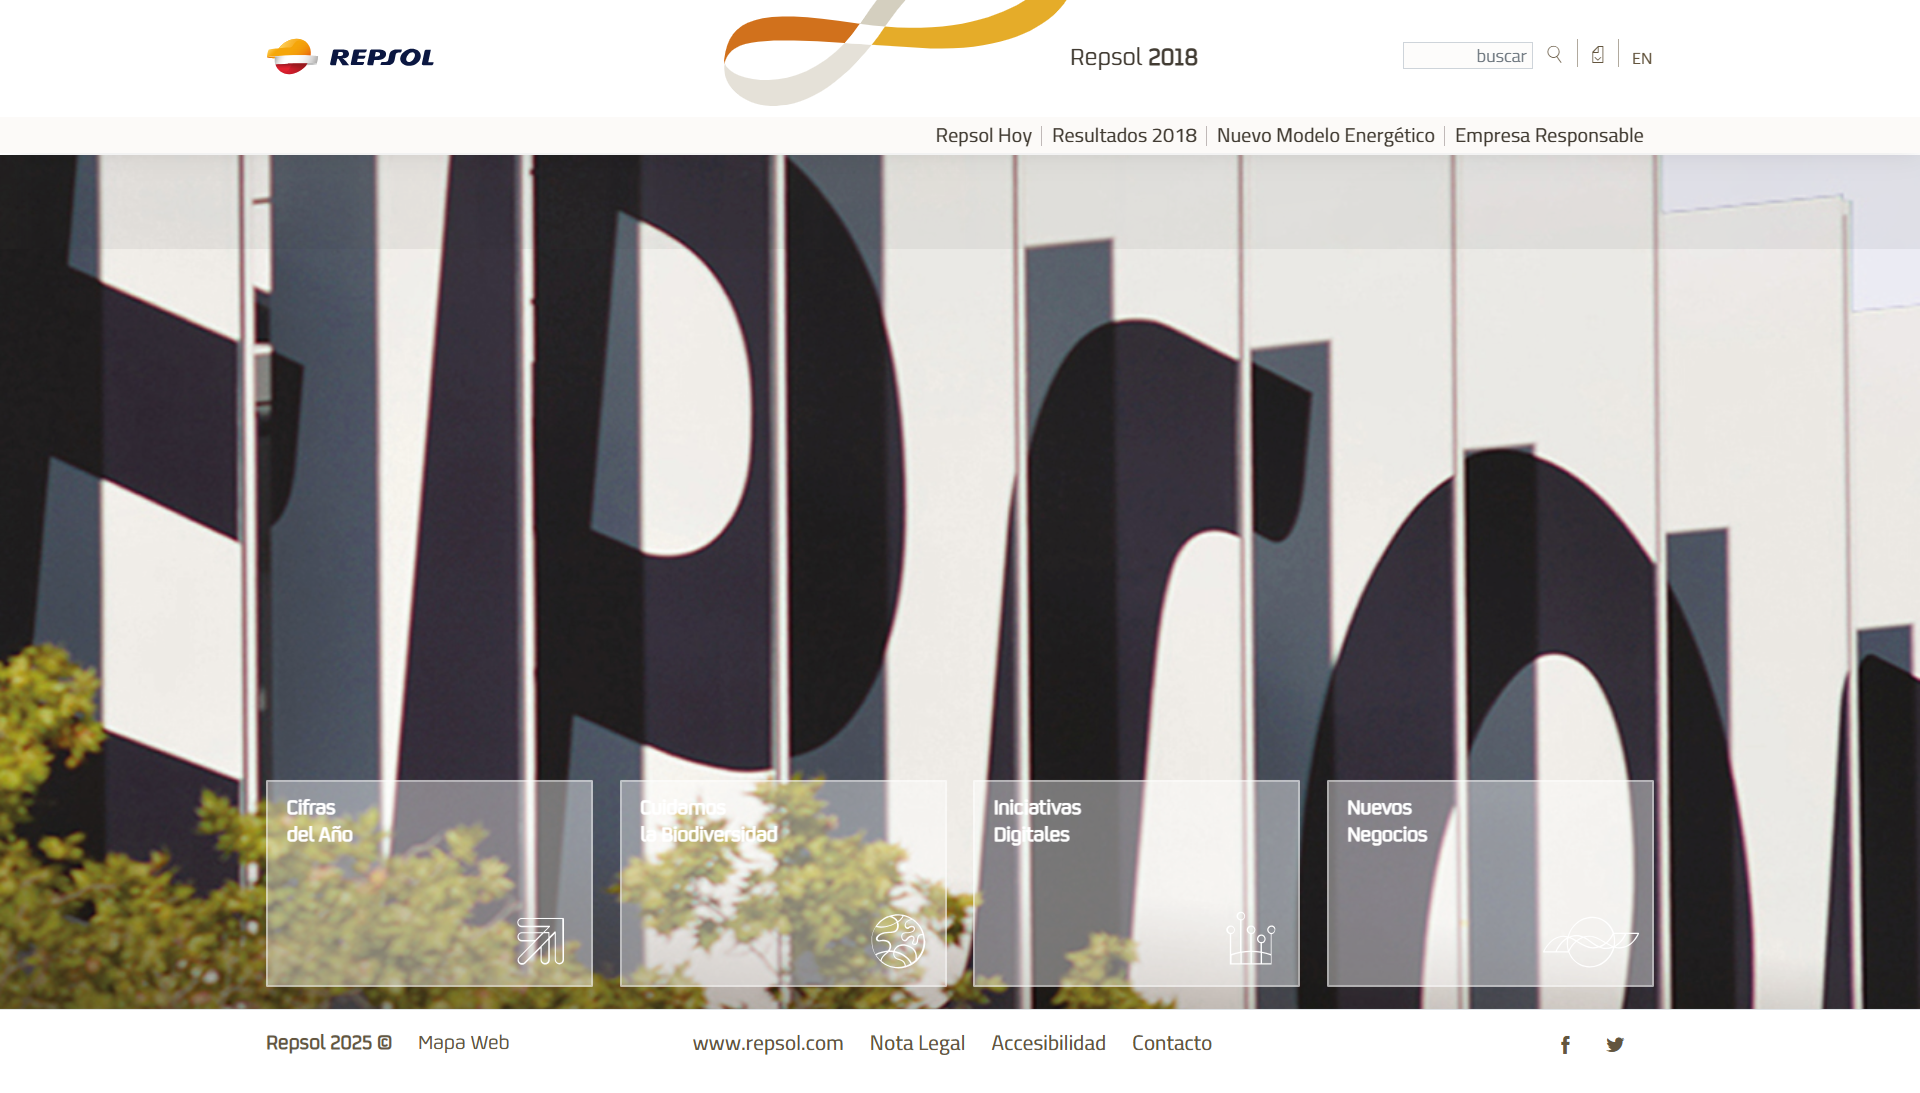 REPSOL
Repsol 2018
buscar
EN
Repsol Hoy
Resultados 2018
Nuevo Modelo Energético
Empresa Responsable
Cifras
del Año
Cuidamos
la Biodiversidad
Iniciativas
Digitales
Nuevos
Negocios
Repsol 2025 ©
Mapa Web
www.repsol.com
Nota Legal
Accesibilidad
Contacto